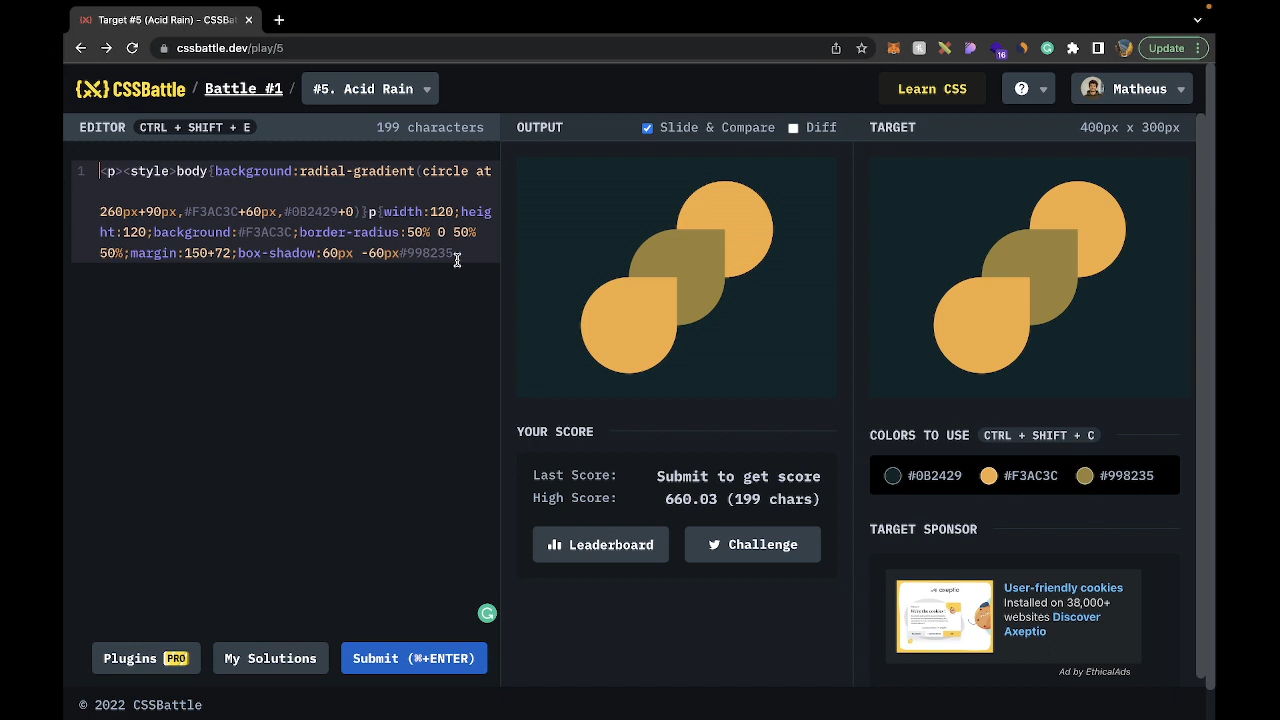 Target #5 (Acid Rain) – CSSBat
cssbattle.dev/play/5
16
Update
{X} CSSBATTLE / Battle #1 / #5. Acid Rain
Learn CSS
?
Matheus
EDITOR CTRL + SHIFT + E 199 characters
OUTPUT Slide & Compare Diff
TARGET 400px x 300px
1 <p><style>body{background:radial-gradient(circle at
260px+90px,#F3AC3C+60px,#0B2429+0)}p{width:120;heig
ht:120;background:#F3AC3C;border-radius:50% 0 50%
50%;margin:150+72;box-shadow:60px -60px#998235
YOUR SCORE
Last Score: Submit to get score
High Score: 660.03 (199 chars)
Leaderboard
Challenge
COLORS TO USE CTRL + SHIFT + C
#0B2429 #F3AC3C #998235
TARGET SPONSOR
axeptio
User-friendly cookies
Installed on 38,000+
websites Discover
Axeptio
Ad by EthicalAds
Plugins PRO
My Solutions
Submit (⌘+ENTER)
© 2022 CSSBattle